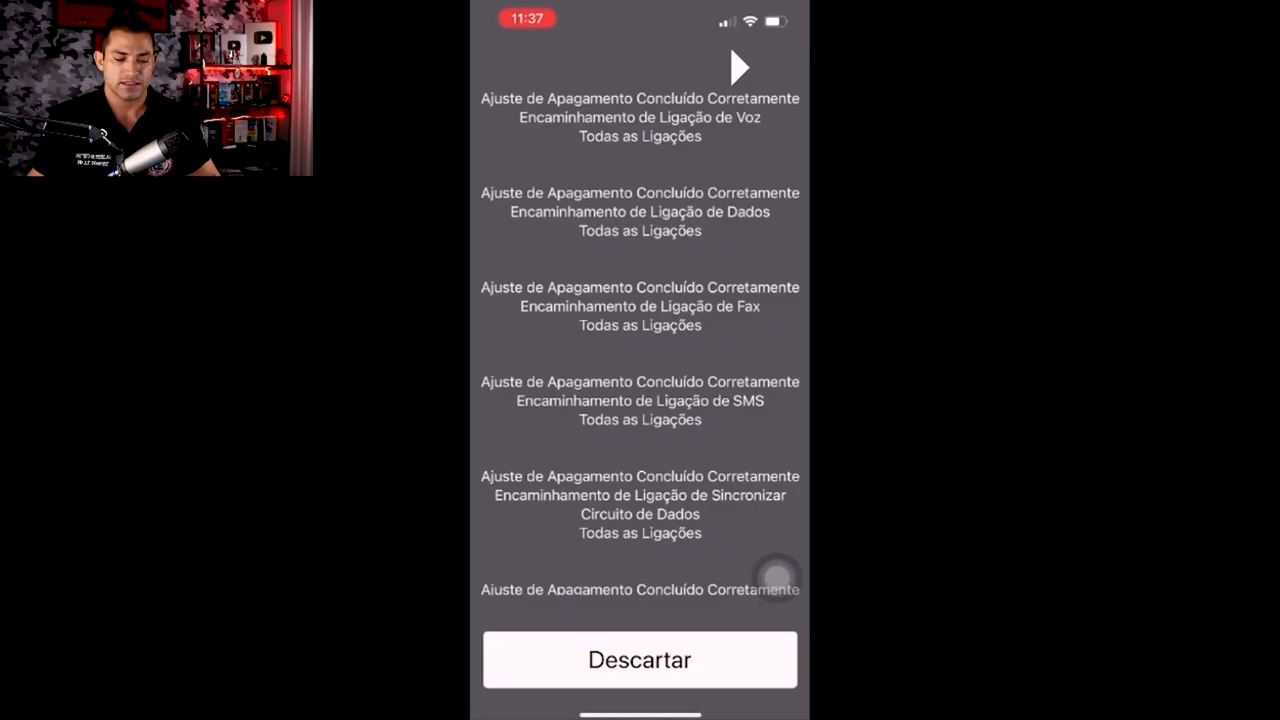 11:37
Ajuste de Apagamento Concluído Corretamente
Encaminhamento de Ligação de Voz
Todas as Ligações
Ajuste de Apagamento Concluído Corretamente
Encaminhamento de Ligação de Dados
Todas as Ligações
Ajuste de Apagamento Concluído Corretamente
Encaminhamento de Ligação de Fax
Todas as Ligações
Ajuste de Apagamento Concluído Corretamente
Encaminhamento de Ligação de SMS
Todas as Ligações
Ajuste de Apagamento Concluído Corretamente
Encaminhamento de Ligação de Sincronizar
Circuito de Dados
Todas as Ligações
Ajuste de Apagamento Concluído Corretamente
Descartar